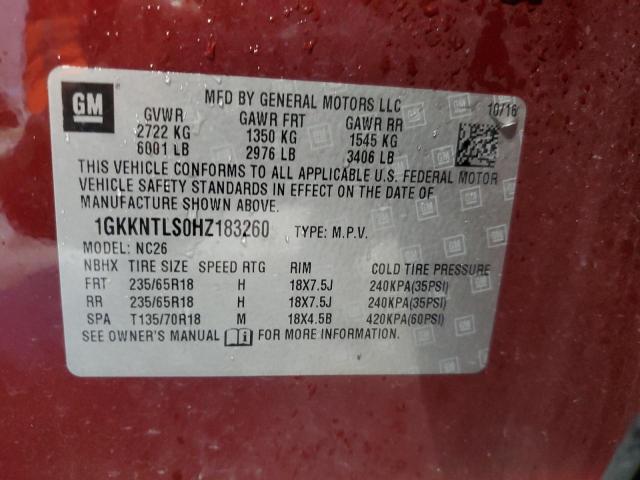 GM
MFD BY GENERAL MOTORS LLC
10/16
GVWR GAWR FRT GAWR RR
2722 KG 1350 KG 1545 KG
6001 LB 2976 LB 3406 LB
THIS VEHICLE CONFORMS TO ALL APPLICABLE U.S. FEDERAL MOTOR
VEHICLE SAFETY STANDARDS IN EFFECT ON THE DATE OF
MANUFACTURE SHOWN ABOVE.
1GKKNTLS0HZ183260 TYPE: M.P.V.
MODEL: NC26
NBHX TIRE SIZE SPEED RTG RIM COLD TIRE PRESSURE
FRT 235/65R18 H 18X7.5J 240KPA(35PSI)
RR 235/65R18 H 18X7.5J 240KPA(35PSI)
SPA T135/70R18 M 18X4.5B 420KPA(60PSI)
SEE OWNER'S MANUAL i FOR MORE INFORMATION.